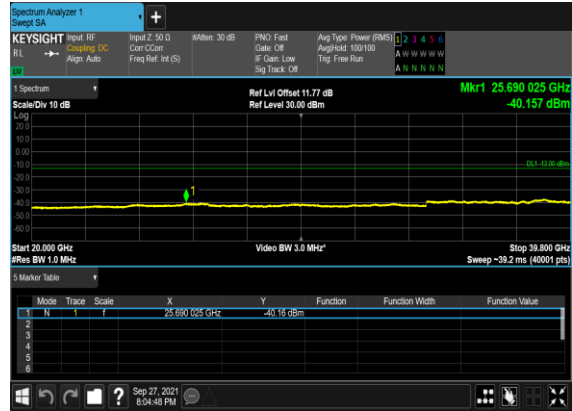 Spectrum Analyzer 1
Swept SA
+
KEYSIGHT Input: RF Input Z: 50 Ω #Atten: 30 dB PNO: Fast Avg Type: Power (RMS) 1 2 3 4 5 6
RL Coupling: DC Corr CCorr Gate: Off Avg|Hold: 100/100 A W W W W W
Align: Auto Freq Ref: Int (S) IF Gain: Low Trig: Free Run
Sig Track: Off A N N N N N
1 Spectrum Ref Lvl Offset 11.77 dB Mkr1 25.690 025 GHz
Scale/Div 10 dB Ref Level 30.00 dBm -40.157 dBm
Log
20.0
10.0
0.00
-10.0
DL1 -13.00 dBm
-20.0
-30.0
1
-40.0
-50.0
-60.0
Start 20.000 GHz Video BW 3.0 MHz* Stop 39.800 GHz
#Res BW 1.0 MHz Sweep ~39.2 ms (40001 pts)
5 Marker Table
Mode Trace Scale X Y Function Function Width Function Value
1 N 1 f 25.690 025 GHz -40.16 dBm
2
3
4
5
6
? Sep 27, 2021
8:04:48 PM